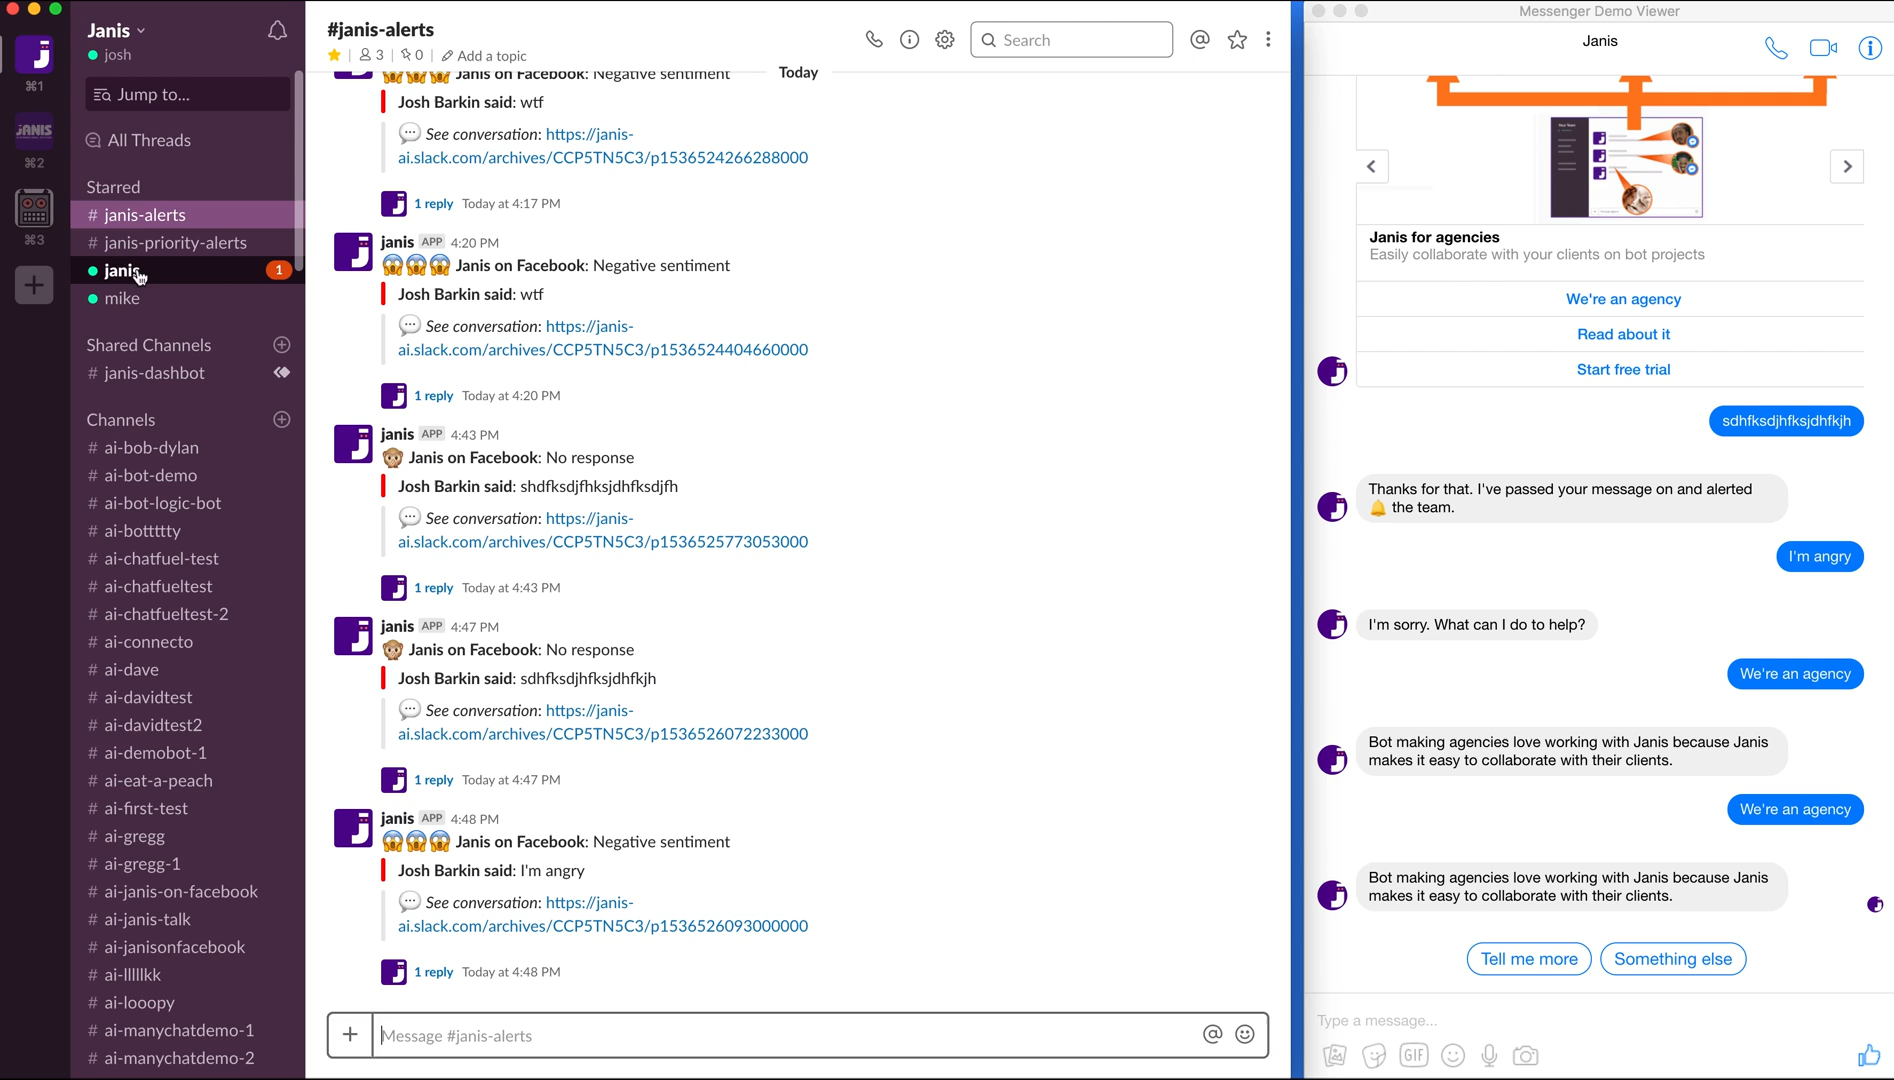 Janis
josh
⌘1
Jump to...
JANIS
⌘2
All Threads
⌘3
Starred
# janis-alerts
# janis-priority-alerts
janis 1
mike
Shared Channels
# janis-dashbot
Channels
# ai-bob-dylan
# ai-bot-demo
# ai-bot-logic-bot
# ai-bottttty
# ai-chatfuel-test
# ai-chatfueltest
# ai-chatfueltest-2
# ai-connecto
# ai-dave
# ai-davidtest
# ai-davidtest2
# ai-demobot-1
# ai-eat-a-peach
# ai-first-test
# ai-gregg
# ai-gregg-1
# ai-janis-on-facebook
# ai-janis-talk
# ai-janisonfacebook
# ai-looopy
# ai-manychatdemo-1
# ai-manychatdemo-2
#janis-alerts
3 | 0 | Add a topic
Search
Today
Janis on Facebook: Negative sentiment
Josh Barkin said: wtf
See conversation: https://janis-
ai.slack.com/archives/CCP5TN5C3/p1536524266288000
1 reply Today at 4:17 PM
janis APP 4:20 PM
Janis on Facebook: Negative sentiment
Josh Barkin said: wtf
See conversation: https://janis-
ai.slack.com/archives/CCP5TN5C3/p1536524404660000
1 reply Today at 4:20 PM
janis APP 4:43 PM
Janis on Facebook: No response
Josh Barkin said: shdfksdjfhksjdhfksdjfh
See conversation: https://janis-
ai.slack.com/archives/CCP5TN5C3/p1536525773053000
1 reply Today at 4:43 PM
janis APP 4:47 PM
Janis on Facebook: No response
Josh Barkin said: sdhfksdjhfksjdhfkjh
See conversation: https://janis-
ai.slack.com/archives/CCP5TN5C3/p1536526072233000
1 reply Today at 4:47 PM
janis APP 4:48 PM
Janis on Facebook: Negative sentiment
Josh Barkin said: I'm angry
See conversation: https://janis-
ai.slack.com/archives/CCP5TN5C3/p1536526093000000
1 reply Today at 4:48 PM
Message #janis-alerts
Messenger Demo Viewer
Janis
Janis for agencies
Easily collaborate with your clients on bot projects
We're an agency
Read about it
Start free trial
sdhfksdjhfksjdhfkjh
Thanks for that. I've passed your message on and alerted
the team.
I'm angry
I'm sorry. What can I do to help?
We're an agency
Bot making agencies love working with Janis because Janis
makes it easy to collaborate with their clients.
We're an agency
Bot making agencies love working with Janis because Janis
makes it easy to collaborate with their clients.
Tell me more
Something else
Type a message...
GIF